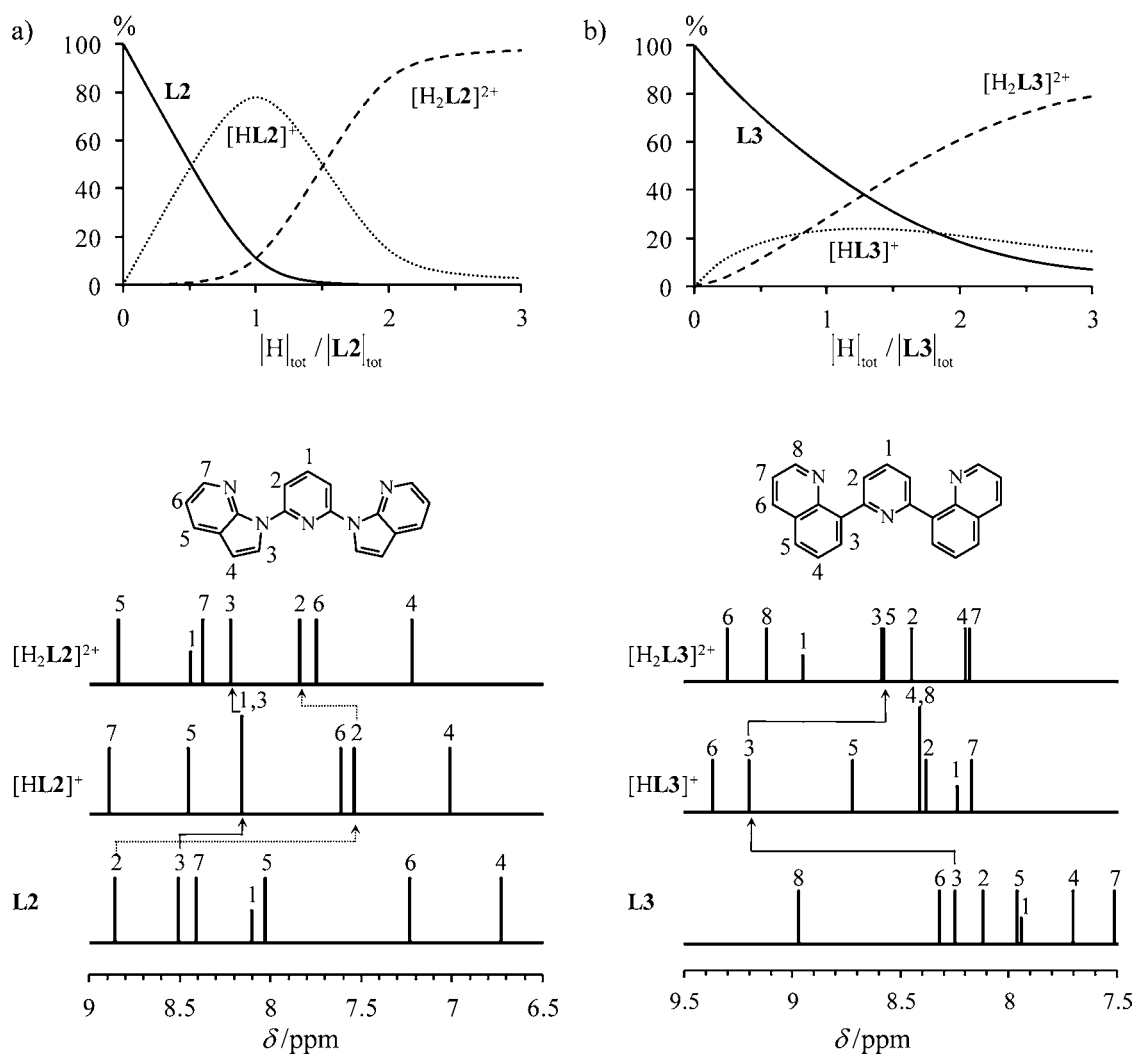 a)
%
100
80
60
40
20
0
L2
[HL2]⁺
[H₂L2]²⁺
0 1 2 3
|H|tot / |L2|tot
b)
%
100
80
60
40
20
0
L3
[HL3]⁺
[H₂L3]²⁺
0 1 2 3
|H|tot / |L3|tot
1
2
7
6
5
4
3
N N N N N
5 1 7 3 2 6 4
[H₂L2]²⁺
7 5 1,3 6 2 4
[HL2]⁺
2 3 7 1 5 6 4
L2
9 8.5 8 7.5 7 6.5
δ/ppm
8
1
7
2
6
5
4
3
N N N
6 8 1 3 5 2 4 7
[H₂L3]²⁺
6 3 5 4,8 2 1 7
[HL3]⁺
8 6 3 2 5 1 4 7
L3
9.5 9 8.5 8 7.5
δ/ppm